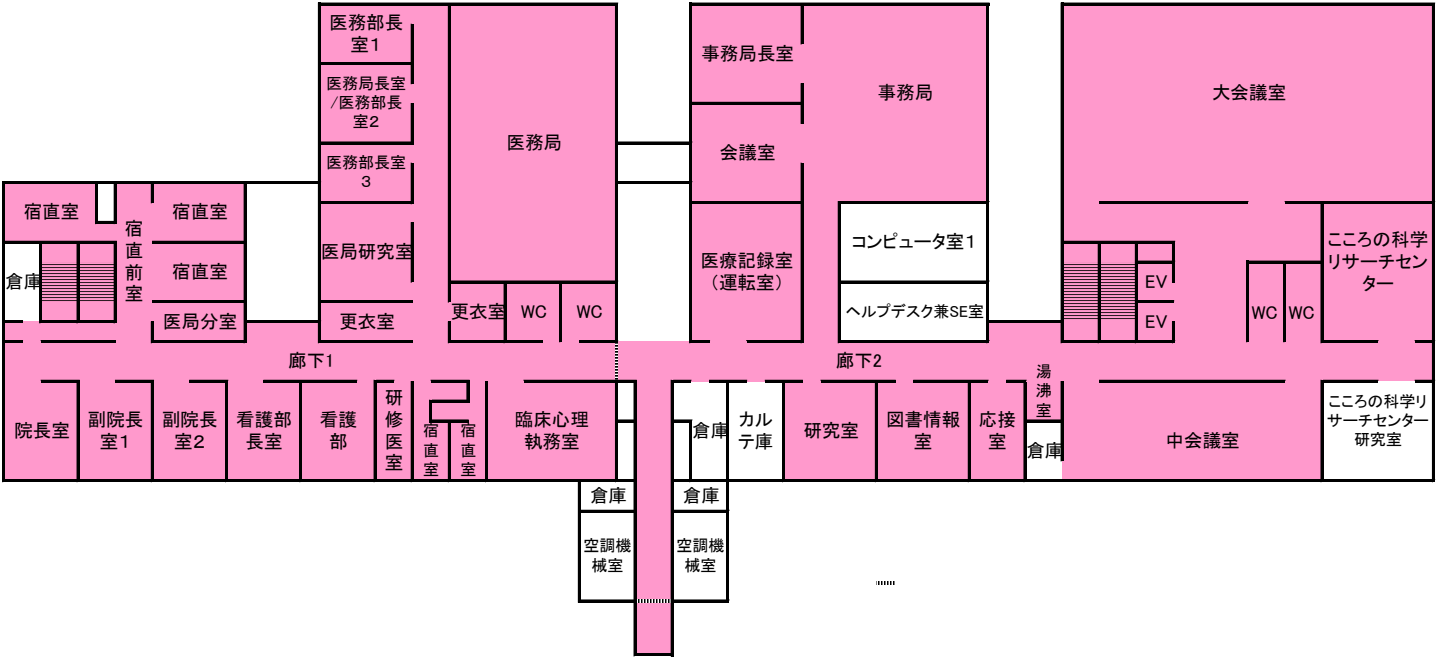 医務部長
室１
医務局長室
/医務部長
室２
医務部長室
３
医務局
事務局長室
会議室
事務局
大会議室
宿直室
宿直前室
宿直室
宿直室
倉庫
医局分室
医局研究室
更衣室
更衣室
WC
WC
医療記録室
（運転室）
コンピュータ室１
ヘルプデスク兼SE室
EV
EV
WC
WC
こころの科学
リサーチセン
ター
廊下1
廊下2
院長室
副院長
室1
副院長
室2
看護部
長室
看護
部
研修医室
宿直室
宿直室
臨床心理
執務室
倉庫
カル
テ庫
研究室
図書情報
室
応接
室
湯沸室
倉庫
中会議室
こころの科学リ
サーチセンター
研究室
倉庫
倉庫
空調機
械室
空調機
械室